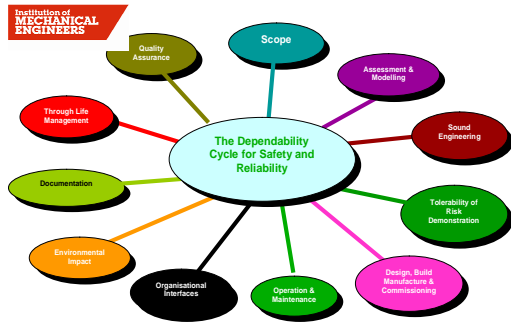 Institution of
MECHANICAL
ENGINEERS
Quality
Assurance
Scope
Assessment &
Modelling
Through Life
Management
Sound
Engineering
The Dependability
Cycle for Safety and
Reliability
Documentation
Tolerability of
Risk
Demonstration
Environmental
Impact
Organisational
Interfaces
Operation &
Maintenance
Design, Build
Manufacture &
Commissioning